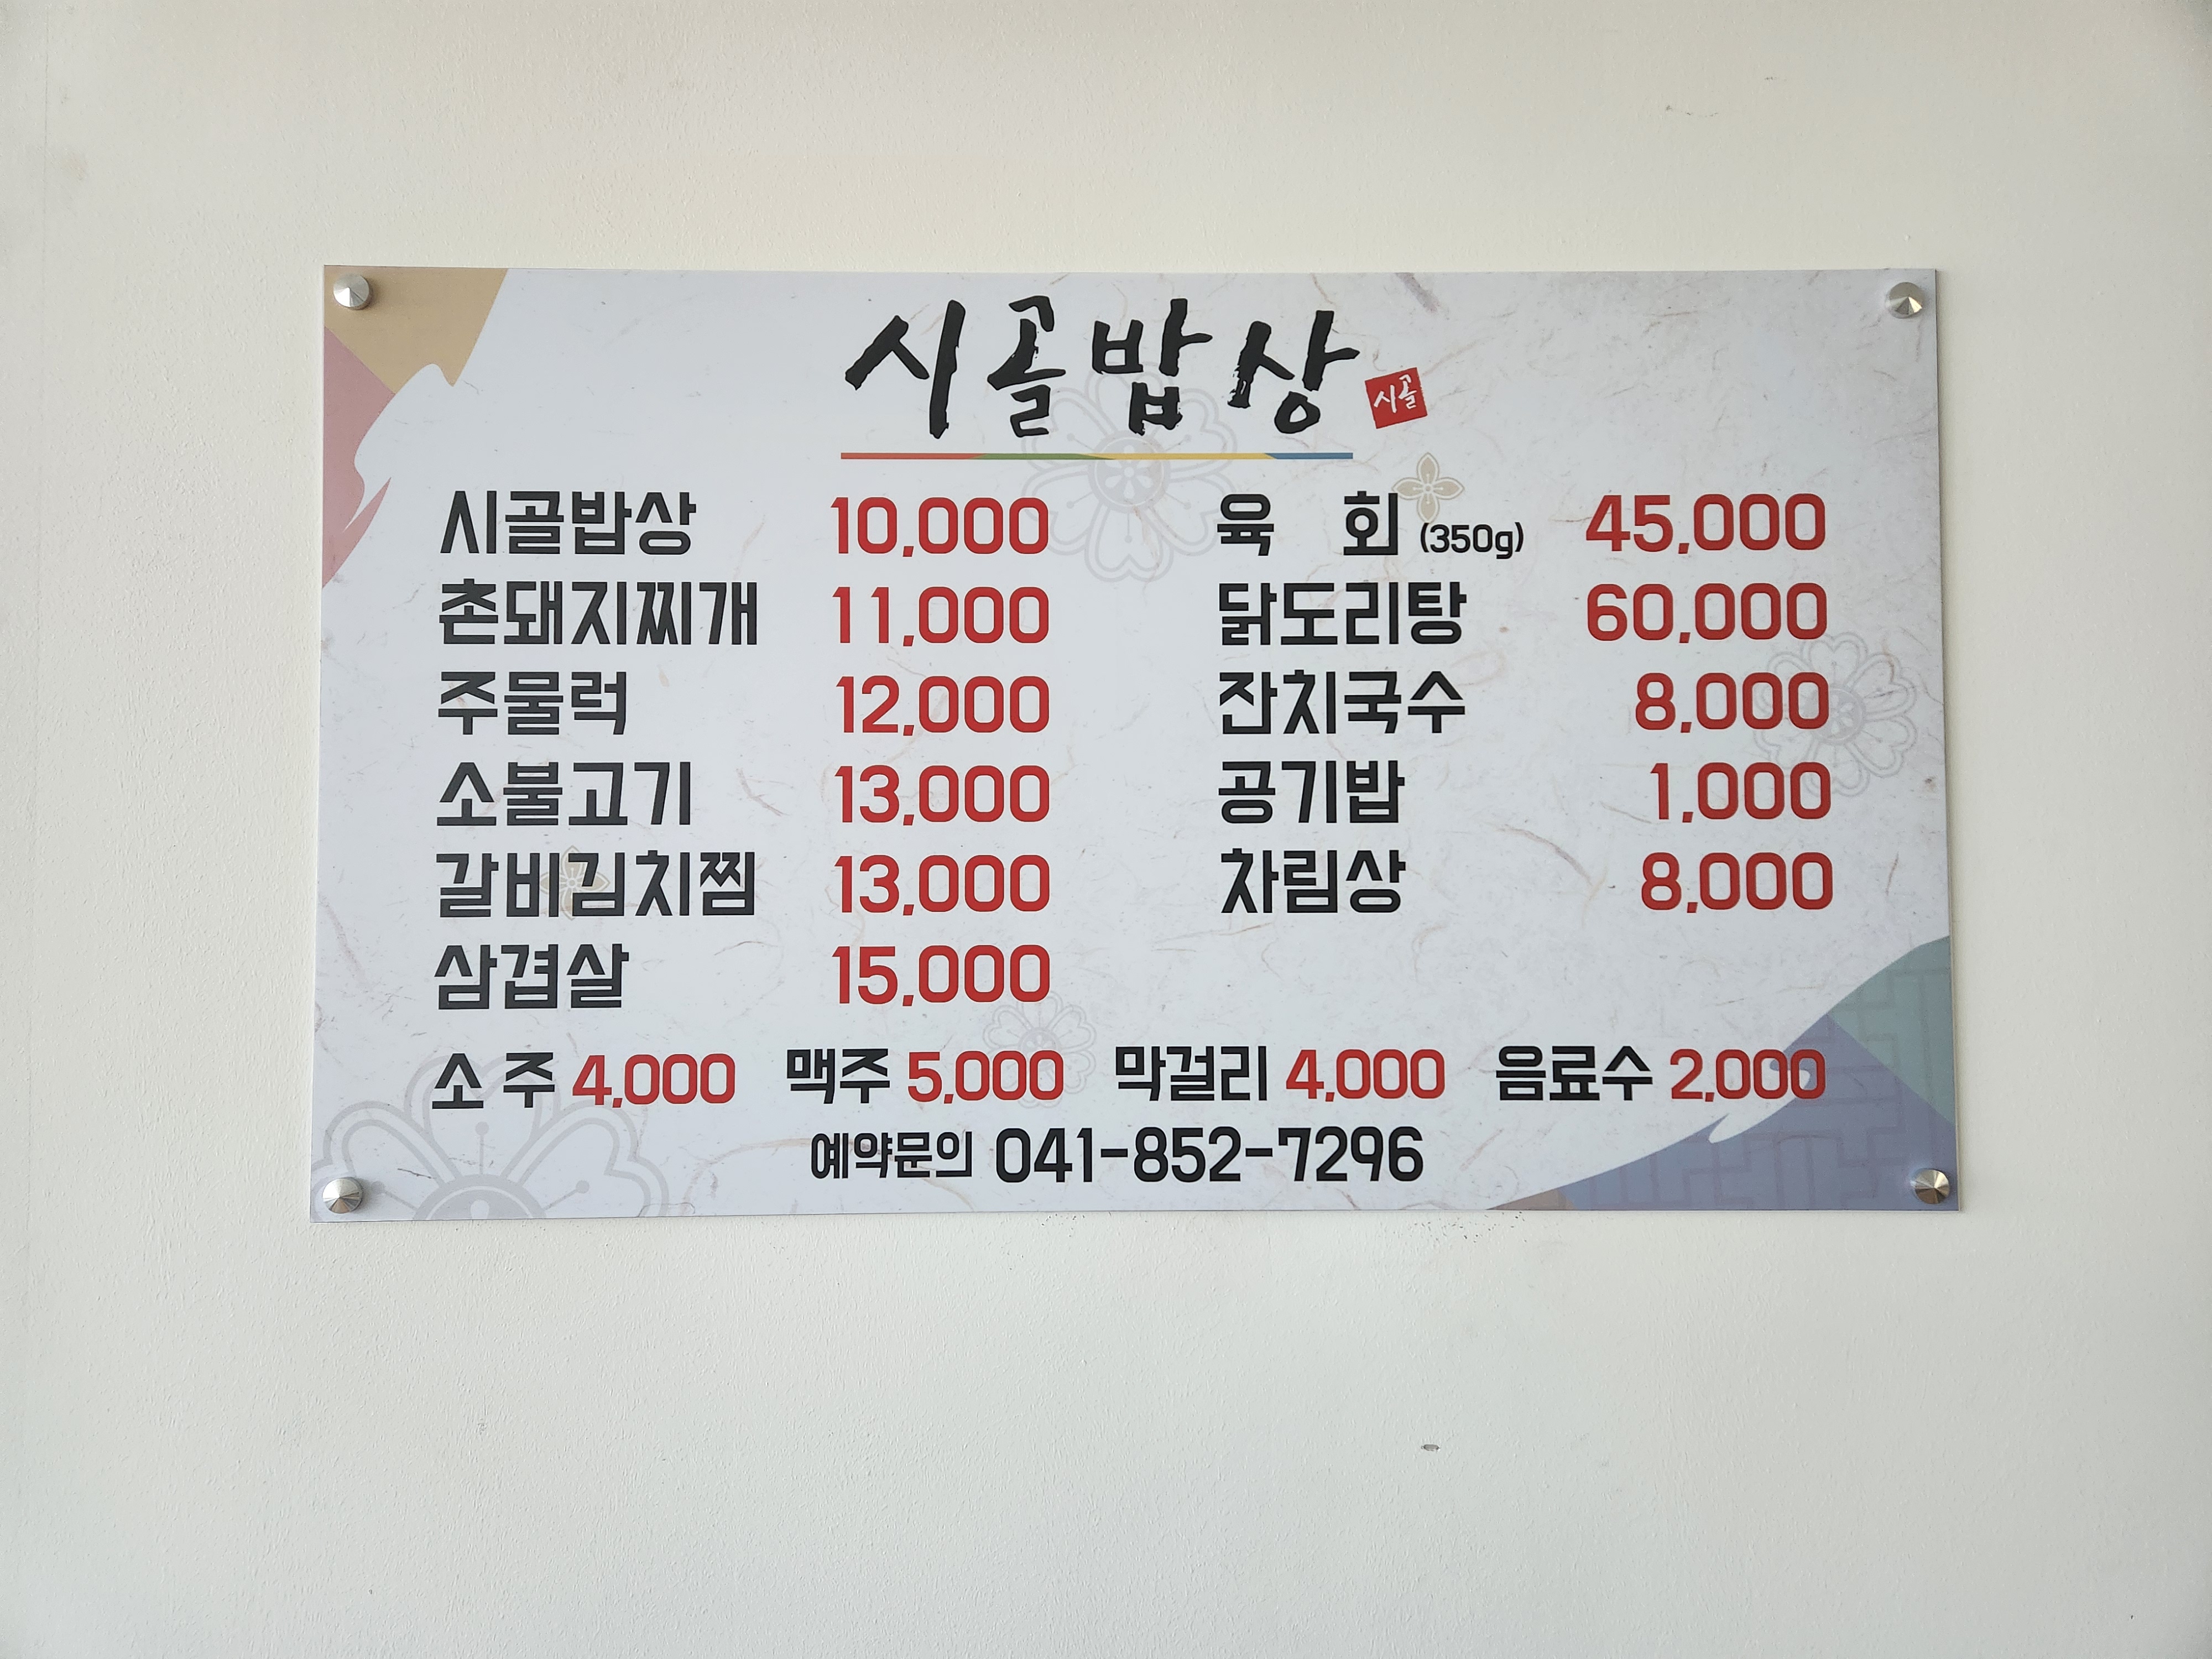 시골밥상
시골
시골밥상 10,000
촌돼지찌개 11,000
주물럭 12,000
소불고기 13,000
갈비김치찜 13,000
삼겹살 15,000
육 회 (350g) 45,000
닭도리탕 60,000
잔치국수 8,000
공기밥 1,000
차림상 8,000
소주 4,000 맥주 5,000 막걸리 4,000 음료수 2,000
예약문의 041-852-7296